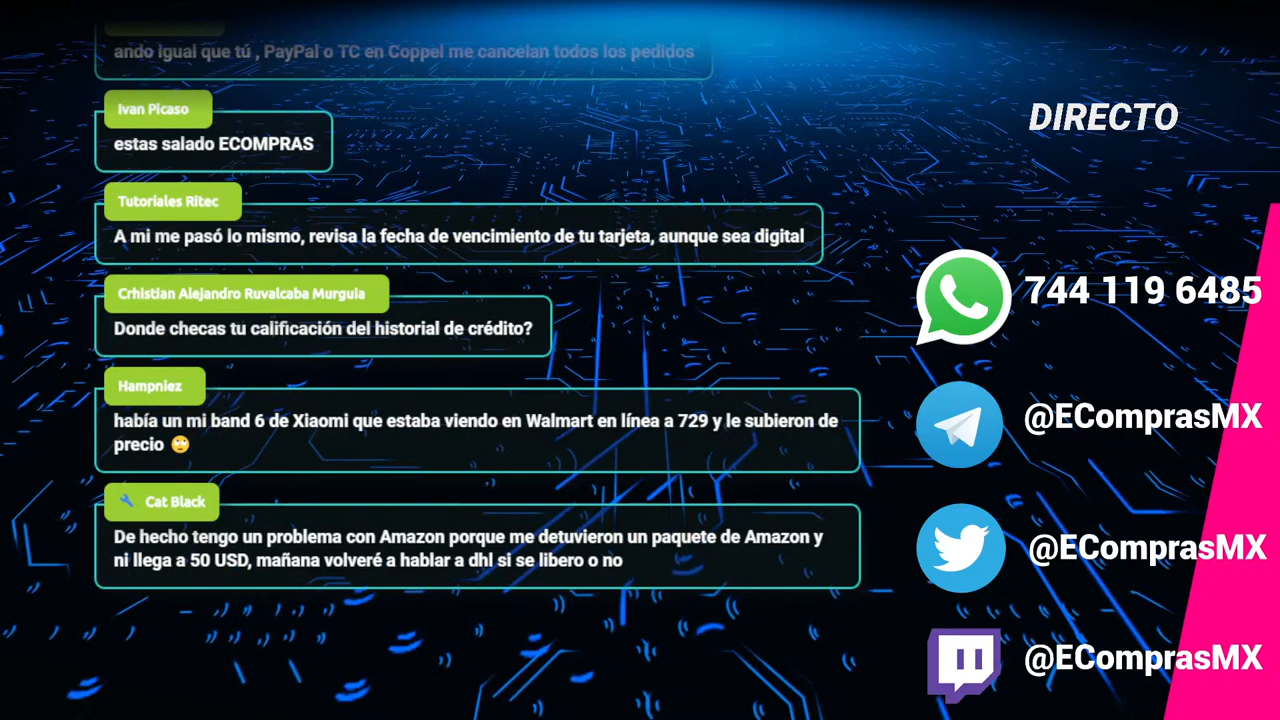 ando igual que tú , PayPal o TC en Coppel me cancelan todos los pedidos
Ivan Picaso
estas salado ECOMPRAS
Tutoriales Ritec
A mi me pasó lo mismo, revisa la fecha de vencimiento de tu tarjeta, aunque sea digital
Crhistian Alejandro Ruvalcaba Murguia
Donde checas tu calificación del historial de crédito?
Hampniez
había un mi band 6 de Xiaomi que estaba viendo en Walmart en línea a 729 y le subieron de
precio 🙄
Cat Black
De hecho tengo un problema con Amazon porque me detuvieron un paquete de Amazon y
ni llega a 50 USD, mañana volveré a hablar a dhl si se libero o no
DIRECTO
744 119 6485
@EComprasMX
@EComprasMX
@EComprasMX